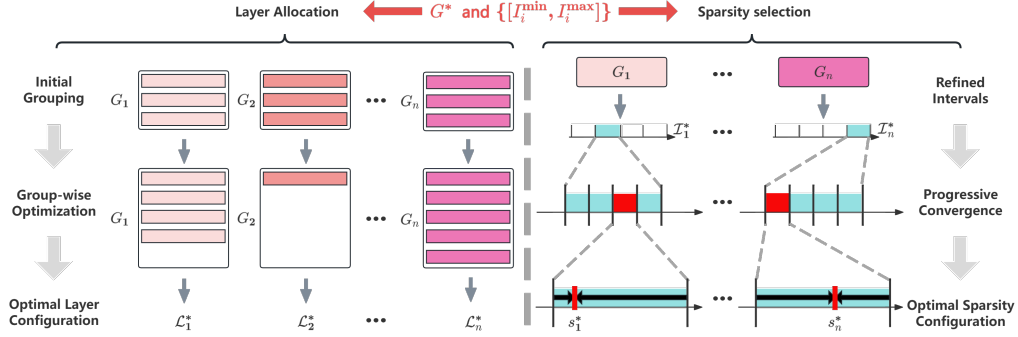 Layer Allocation
G* and {[I_i^min, I_i^max]}
Sparsity selection
Initial
Grouping
G₁
G₂
•••
Gₙ
G₁
•••
Gₙ
Refined
Intervals
𝓘₁*
•••
𝓘ₙ*
Group-wise
Optimization
G₁
G₂
•••
Gₙ
•••
Progressive
Convergence
Optimal Layer
Configuration
𝓛₁*
𝓛₂*
•••
𝓛ₙ*
s₁*
•••
sₙ*
Optimal Sparsity
Configuration